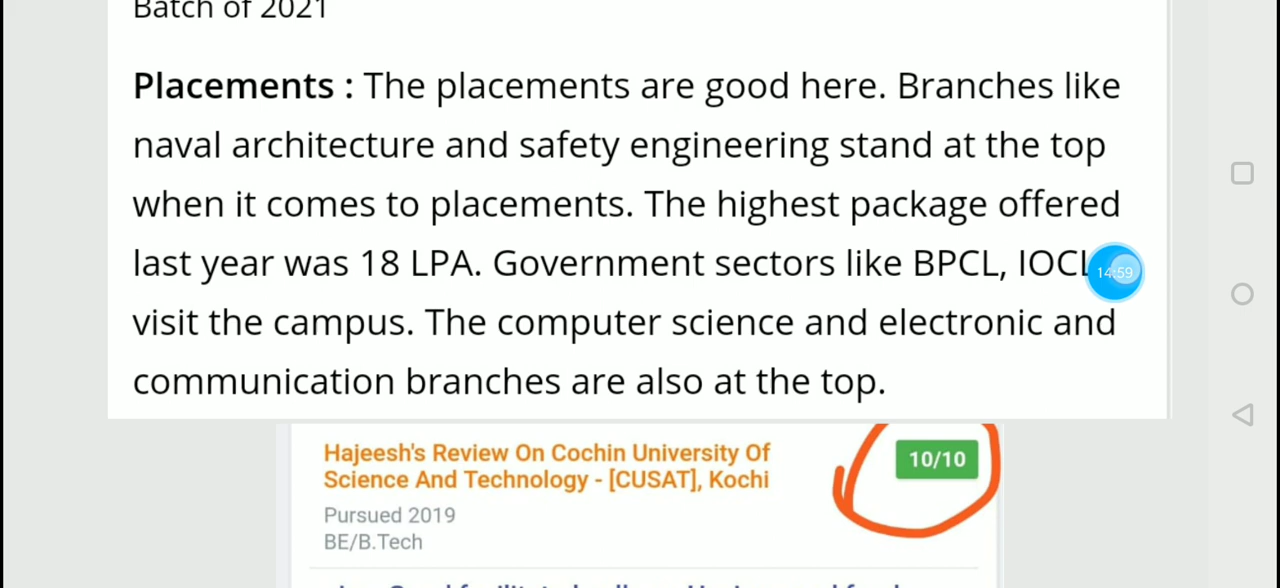 Batch of 2021
Placements : The placements are good here. Branches like
naval architecture and safety engineering stand at the top
when it comes to placements. The highest package offered
last year was 18 LPA. Government sectors like BPCL, IOCL
14:59
visit the campus. The computer science and electronic and
communication branches are also at the top.
Hajeesh's Review On Cochin University Of
Science And Technology - [CUSAT], Kochi
10/10
Pursued 2019
BE/B.Tech